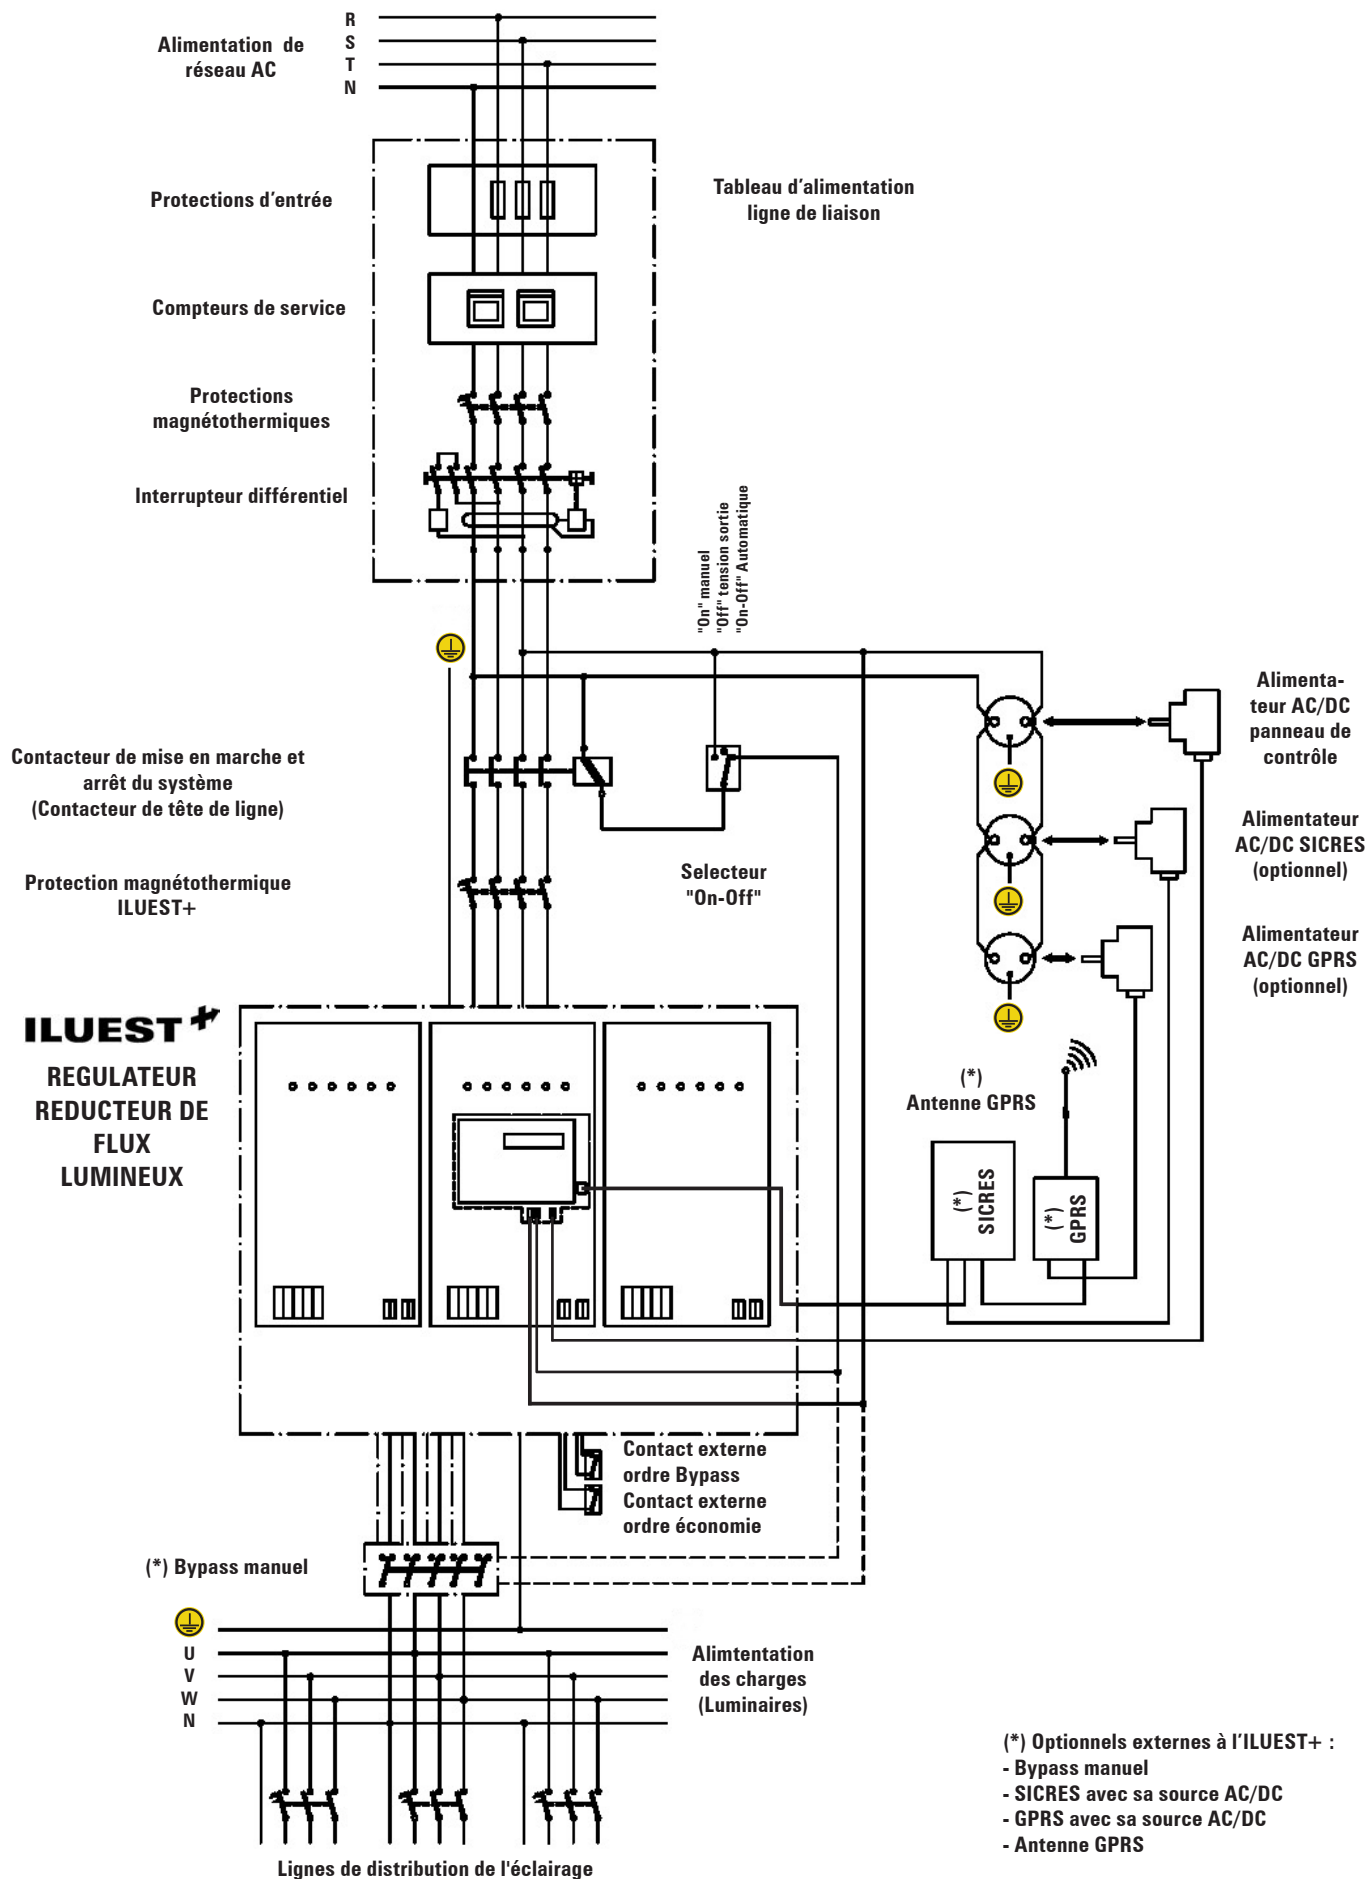 R
S
T
N
Alimentation de
réseau AC
Protections d'entrée
Tableau d'alimentation
ligne de liaison
Compteurs de service
Protections
magnétothermiques
Interrupteur différentiel
"On" manuel
"Off" tension sortie
"On-Off" Automatique
Alimenta-
teur AC/DC
panneau de
contrôle
Contacteur de mise en marche et
arrêt du système
(Contacteur de tête de ligne)
Alimentateur
AC/DC SICRES
(optionnel)
Protection magnétothermique
ILUEST+
Selecteur
"On-Off"
Alimentateur
AC/DC GPRS
(optionnel)
ILUEST+
REGULATEUR
REDUCTEUR DE
FLUX
LUMINEUX
(*)
Antenne GPRS
(*)
SICRES
(*)
GPRS
Contact externe
ordre Bypass
Contact externe
ordre économie
(*) Bypass manuel
U
V
W
N
Alimtentation
des charges
(Luminaires)
(*) Optionnels externes à l'ILUEST+ :
- Bypass manuel
- SICRES avec sa source AC/DC
- GPRS avec sa source AC/DC
- Antenne GPRS
Lignes de distribution de l'éclairage